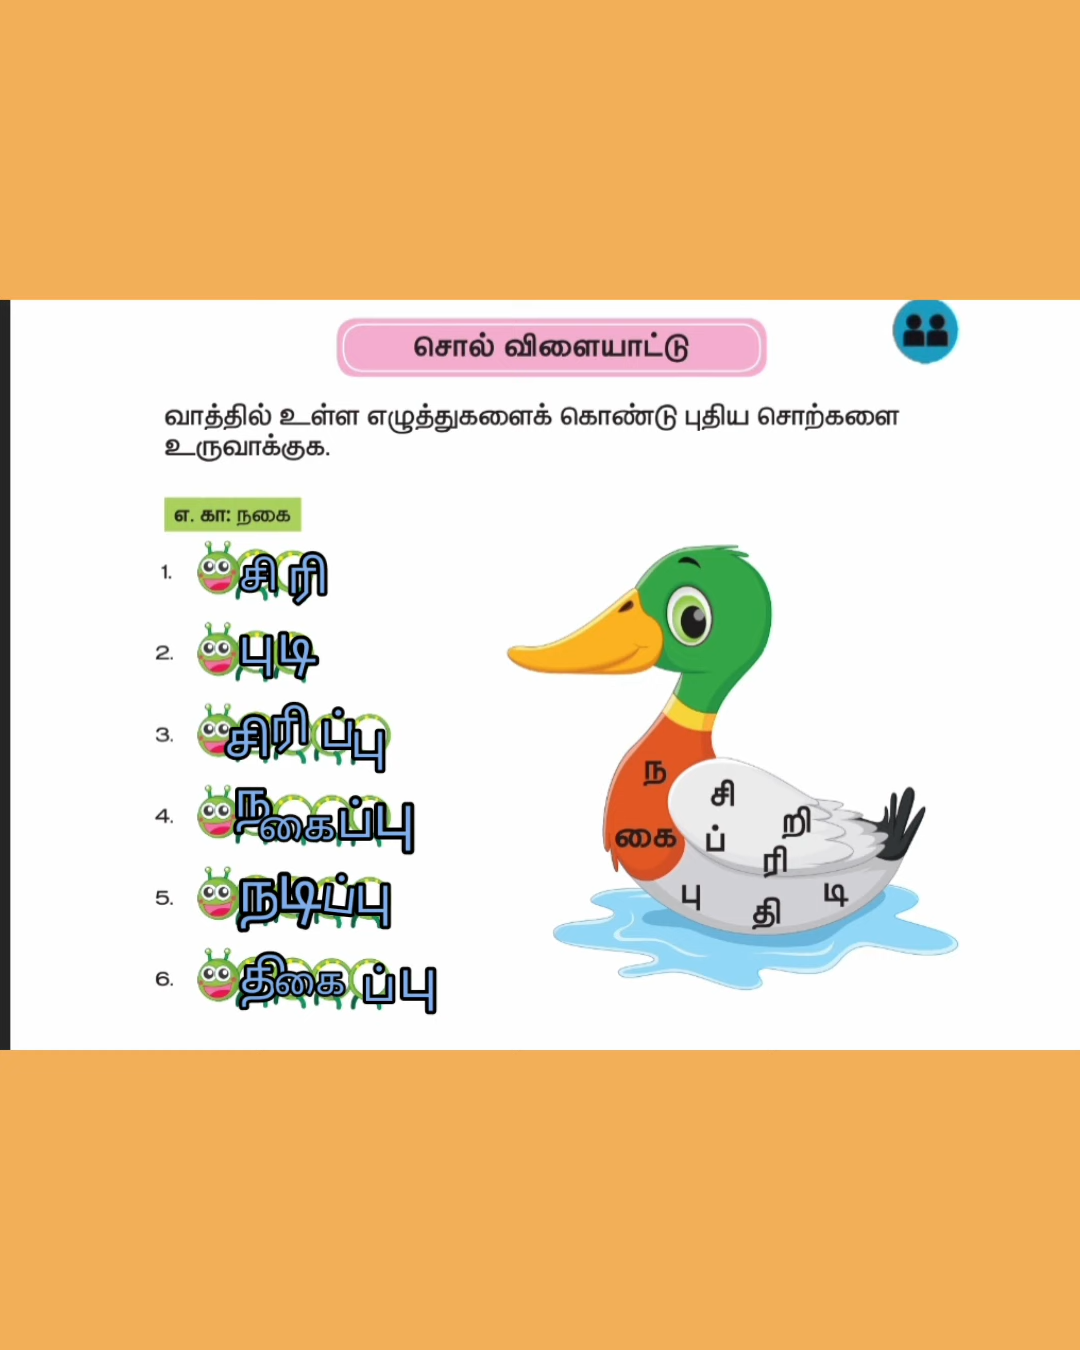 சொல் விளையாட்டு
வாத்தில் உள்ள எழுத்துகளைக் கொண்டு புதிய சொற்களை
உருவாக்குக.
எ. கா: நகை
1. சிரி
2. புடி
3. சிரிப்பு
4. நகைப்பு
5. நடிப்பு
6. திகைப்பு
ந
சி
றி
கை
ப்
ரி
பு
தி
டி